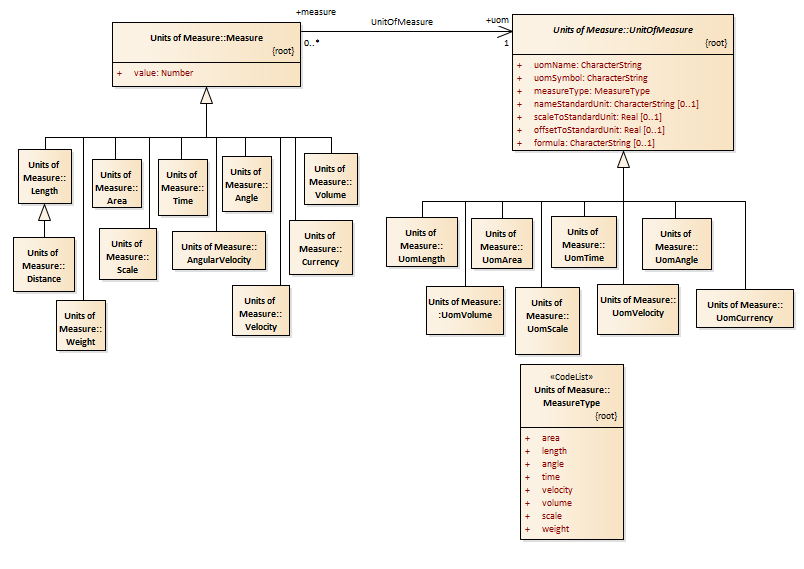 +measure
UnitOfMeasure
+uom
0..*
1
Units of Measure::Measure
{root}
+ value: Number
Units of Measure::UnitOfMeasure
{root}
+ uomName: CharacterString
+ uomSymbol: CharacterString
+ measureType: MeasureType
+ nameStandardUnit: CharacterString [0..1]
+ scaleToStandardUnit: Real [0..1]
+ offsetToStandardUnit: Real [0..1]
+ formula: CharacterString [0..1]
Units of
Measure::
Length
Units of
Measure::
Area
Units of
Measure::
Time
Units of
Measure::
Angle
Units of
Measure::
Volume
Units of
Measure::
Distance
Units of
Measure::
Scale
Units of Measure::
AngularVelocity
Units of
Measure::
Currency
Units of
Measure::
Weight
Units of
Measure::
Velocity
Units of
Measure::
UomLength
Units of
Measure::
UomArea
Units of
Measure::
UomTime
Units of
Measure::
UomAngle
Units of Measure:
:UomVolume
Units of
Measure::
UomScale
Units of Measure::
UomVelocity
Units of Measure::
UomCurrency
«CodeList»
Units of Measure::
MeasureType
{root}
+ area
+ length
+ angle
+ time
+ velocity
+ volume
+ scale
+ weight